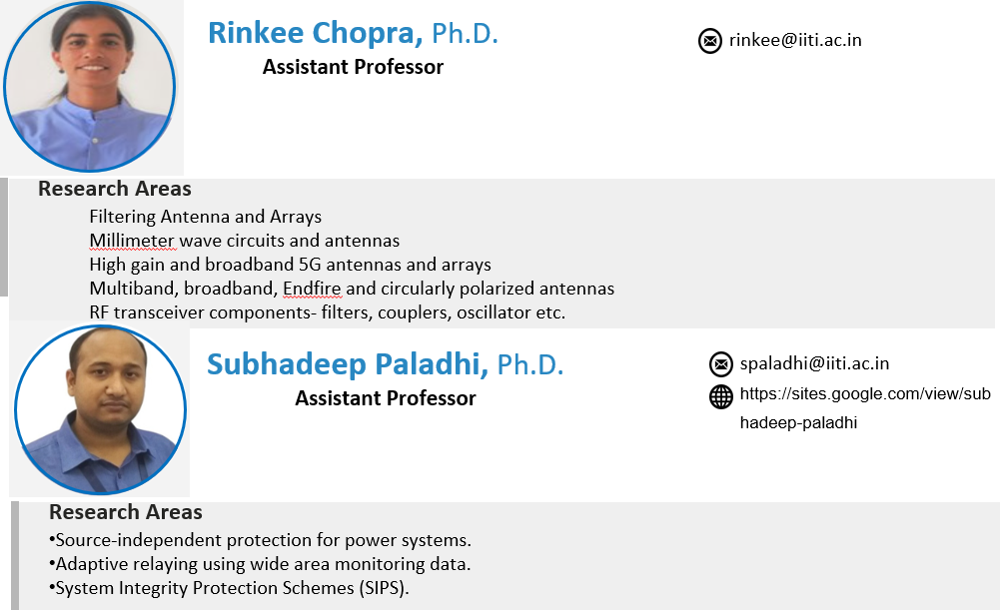 Rinkee Chopra, Ph.D.
Assistant Professor
rinkee@iiti.ac.in
Research Areas
Filtering Antenna and Arrays
Millimeter wave circuits and antennas
High gain and broadband 5G antennas and arrays
Multiband, broadband, Endfire and circularly polarized antennas
RF transceiver components- filters, couplers, oscillator etc.
Subhadeep Paladhi, Ph.D.
Assistant Professor
spaladhi@iiti.ac.in
https://sites.google.com/view/sub
hadeep-paladhi
Research Areas
•Source-independent protection for power systems.
•Adaptive relaying using wide area monitoring data.
•System Integrity Protection Schemes (SIPS).